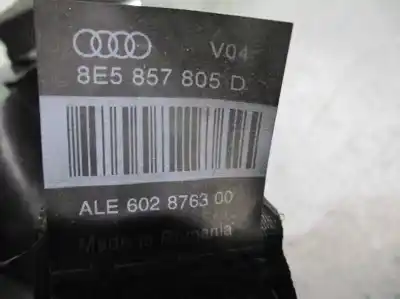 V04
8E5 857 805 D
ALE 602 8763 00
Made in Romania